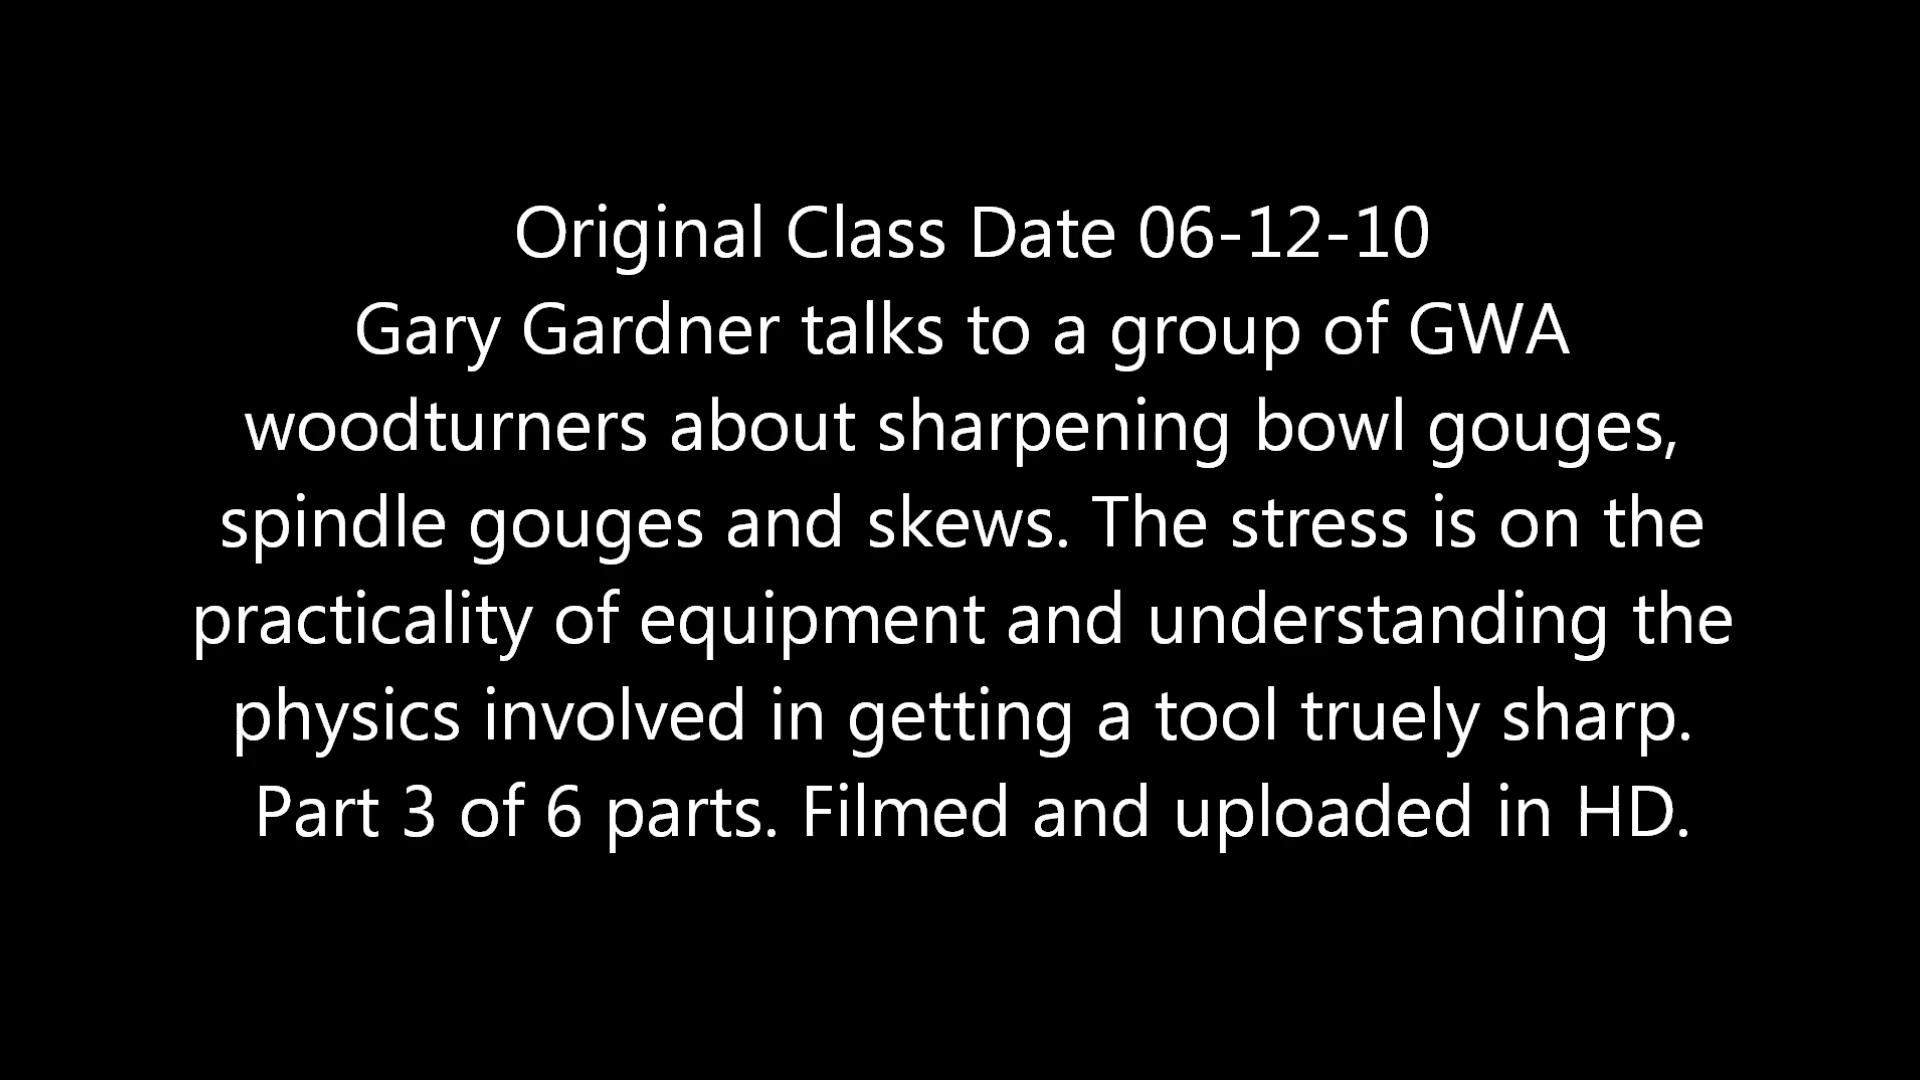 Original Class Date 06-12-10
Gary Gardner talks to a group of GWA
woodturners about sharpening bowl gouges,
spindle gouges and skews. The stress is on the
practicality of equipment and understanding the
physics involved in getting a tool truely sharp.
Part 3 of 6 parts. Filmed and uploaded in HD.